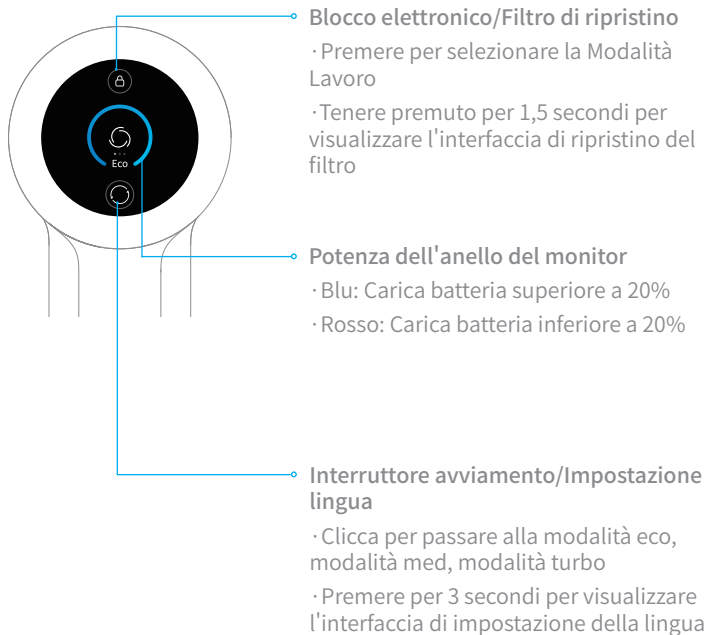 Blocco elettronico/Filtro di ripristino
·Premere per selezionare la Modalità
Lavoro
·Tenere premuto per 1,5 secondi per
visualizzare l'interfaccia di ripristino del
filtro
Eco
Potenza dell'anello del monitor
·Blu: Carica batteria superiore a 20%
·Rosso: Carica batteria inferiore a 20%
Interruttore avviamento/Impostazione
lingua
·Clicca per passare alla modalità eco,
modalità med, modalità turbo
·Premere per 3 secondi per visualizzare
l'interfaccia di impostazione della lingua